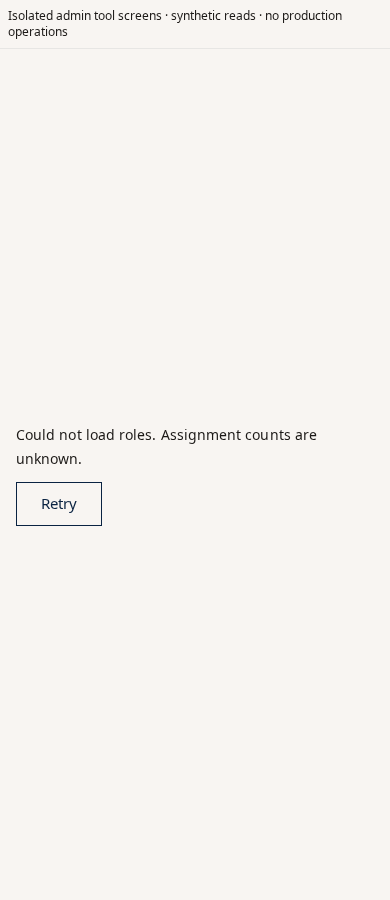 Isolated admin tool screens · synthetic reads · no production
operations
Could not load roles. Assignment counts are
unknown.
Retry